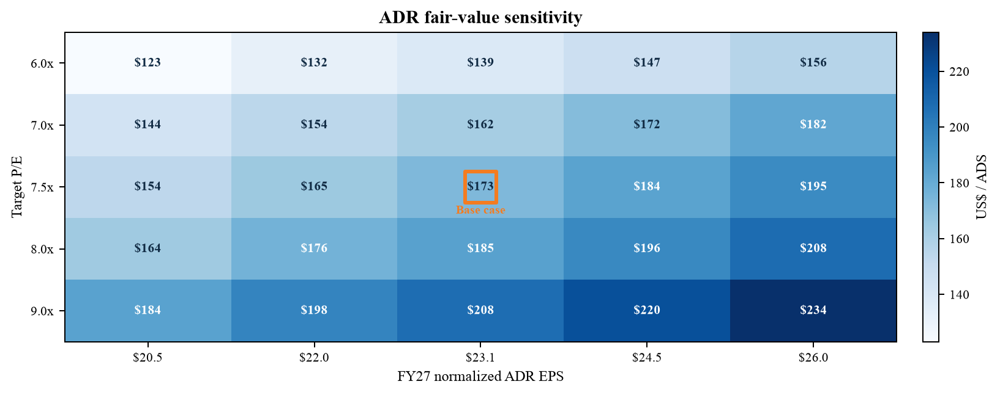 ADR fair-value sensitivity
6.0x $123 $132 $139 $147 $156
7.0x $144 $154 $162 $172 $182
7.5x $154 $165 $173 $184 $195
Base case
8.0x $164 $176 $185 $196 $208
9.0x $184 $198 $208 $220 $234
$20.5 $22.0 $23.1 $24.5 $26.0
FY27 normalized ADR EPS
Target P/E
220
200
180
160
140
US$ / ADS